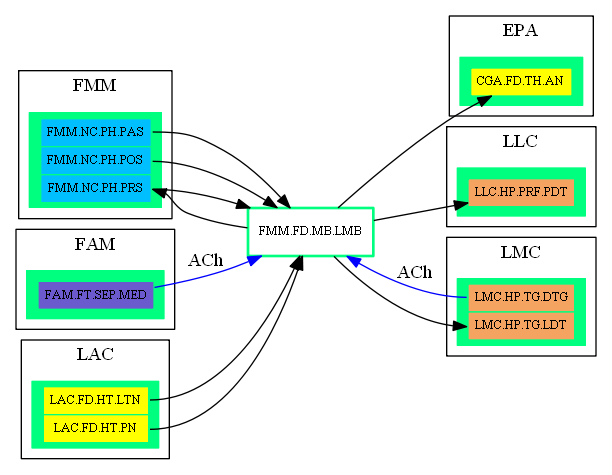 EPA
CGA.FD.TH.AN
FMM
FMM.NC.PH.PAS
FMM.NC.PH.POS
FMM.NC.PH.PRS
LLC
LLC.HP.PRF.PDT
FMM.FD.MB.LMB
FAM
ACh
FAM.FT.SEP.MED
LMC
ACh
LMC.HP.TG.DTG
LMC.HP.TG.LDT
LAC
LAC.FD.HT.LTN
LAC.FD.HT.PN